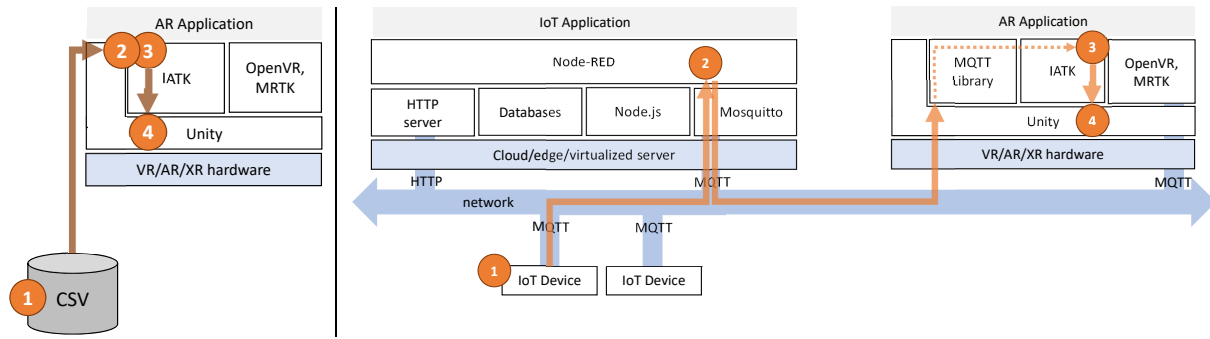 AR Application
2
3
IATK
OpenVR,
MRTK
4
Unity
VR/AR/XR hardware
1
CSV
IoT Application
Node-RED
2
HTTP
server
Databases
Node.js
Mosquitto
Cloud/edge/virtualized server
HTTP
MQTT
network
MQTT
MQTT
1
IoT Device
IoT Device
AR Application
MQTT
Library
IATK
3
OpenVR,
MRTK
Unity
4
VR/AR/XR hardware
MQTT